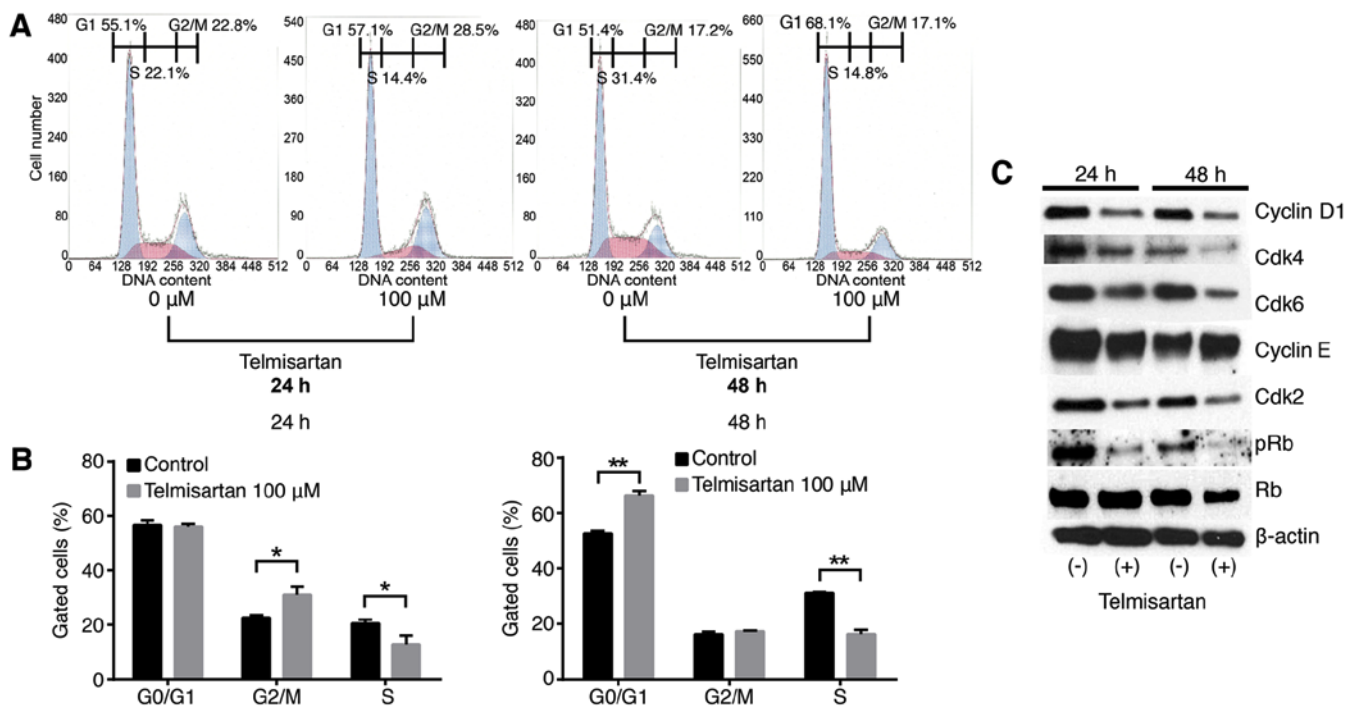 A
G1 55.1% G2/M 22.8%
S 22.1%
Cell number
480
400
320
240
160
80
0
0 64 128 192 256 320 384 448 512
DNA content
0 µM
G1 57.1% G2/M 28.5%
S 14.4%
540
450
360
270
180
90
0
0 64 128 192 256 320 384 448 512
DNA content
100 µM
G1 51.4% G2/M 17.2%
S 31.4%
480
400
320
240
160
80
0
0 64 128 192 256 320 384 448 512
DNA content
0 µM
G1 68.1% G2/M 17.1%
S 14.8%
660
550
440
330
220
110
0
0 64 128 192 256 320 384 448 512
DNA content
100 µM
Telmisartan
24 h
Telmisartan
48 h
B
24 h
Control
Telmisartan 100 µM
Gated cells (%)
80
60
40
20
0
*
*
G0/G1 G2/M S
48 h
Control
Telmisartan 100 µM
Gated cells (%)
80
60
40
20
0
**
**
G0/G1 G2/M S
C
24 h 48 h
Cyclin D1
Cdk4
Cdk6
Cyclin E
Cdk2
pRb
Rb
β-actin
(-) (+) (-) (+)
Telmisartan